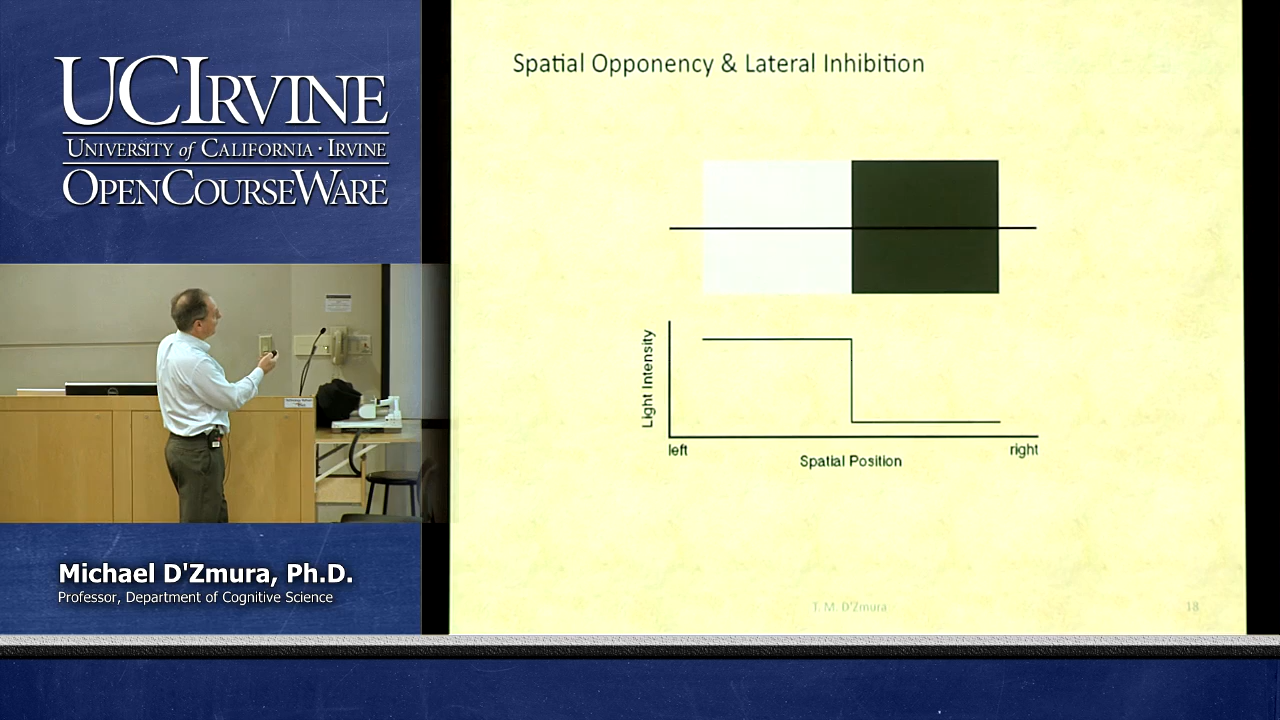 UCIRVINE
UNIVERSITY of CALIFORNIA · IRVINE
OPENCOURSEWARE
Michael D'Zmura, Ph.D.
Professor, Department of Cognitive Science
Spatial Opponency & Lateral Inhibition
Light Intensity
left
right
Spatial Position
T. M. D'Zmura
18